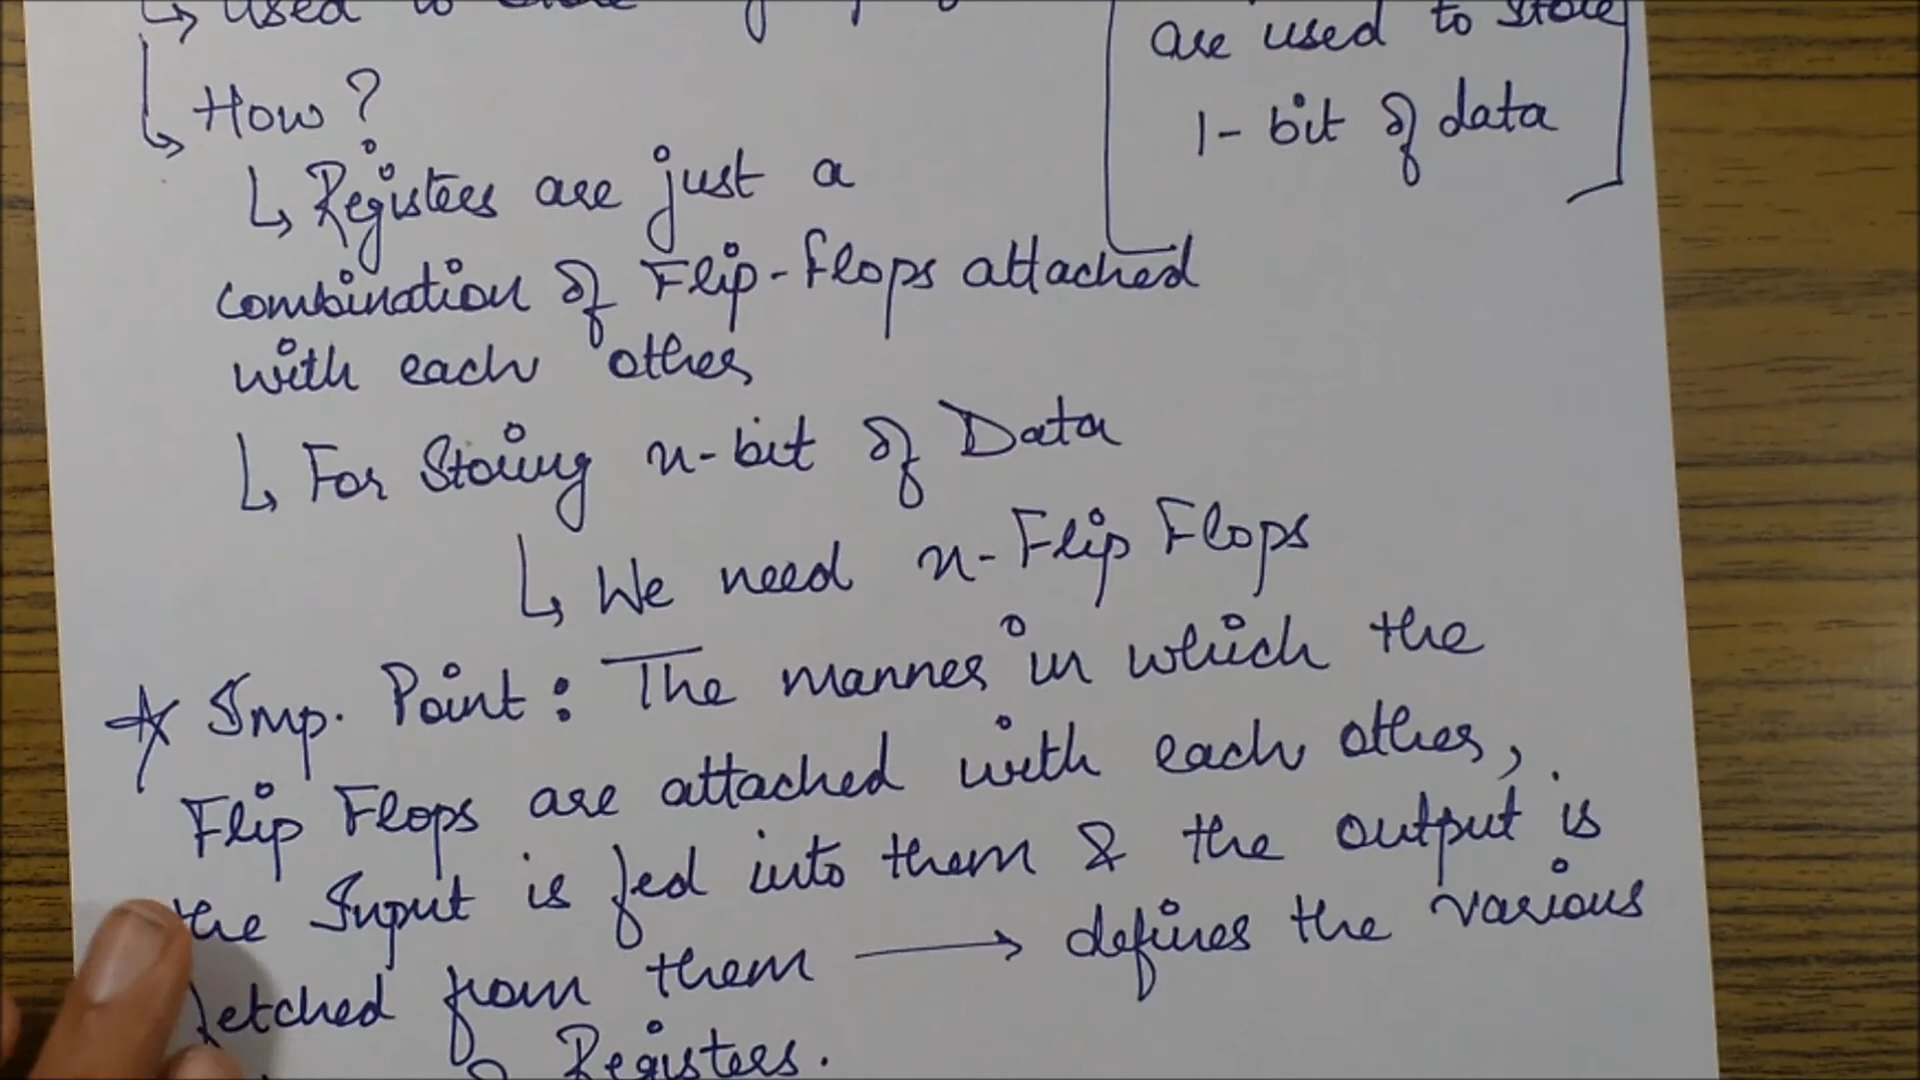 ↳ Used to
are used to store
↳ How?
1- bit of data
↳ Registers are just a
combination of Flip-flops attached
with each other
↳ For Storing n-bit of Data
↳ We need n-Flip Flops
☆ Imp. Point: The manner in which the
Flip Flops are attached with each other,
the Input is fed into them & the output is
fetched from them → defines the various
Registers.